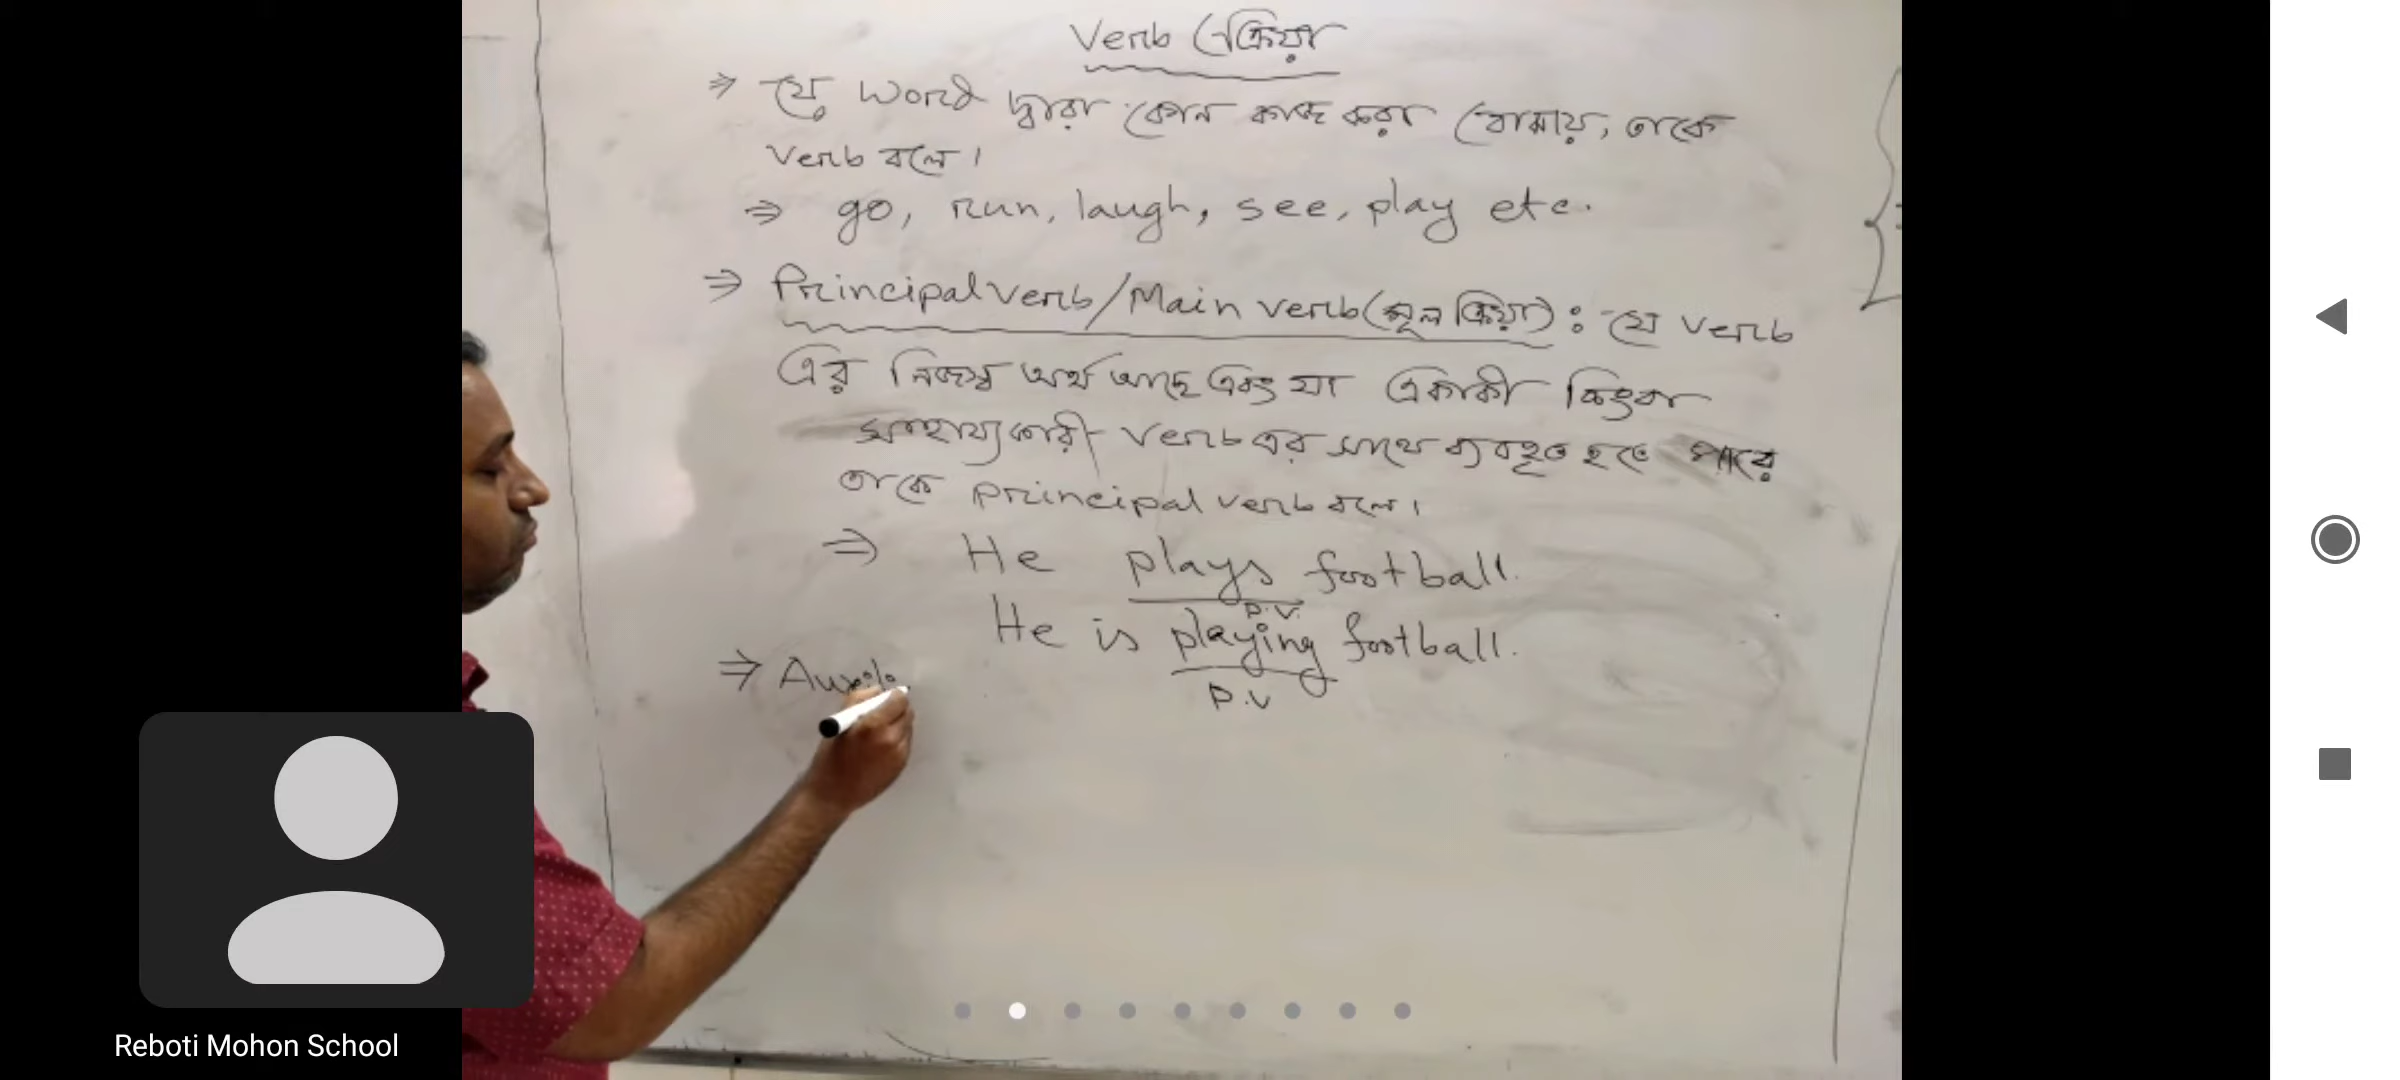 Verb (ক্রিয়া
⇒ যে word দ্বারা কোন কাজ করা বোঝায়, তাকে
Verb বলে।
⇒ go, run, laugh, see, play etc.
⇒ Principal verb/Main verb (মূল ক্রিয়া) : যে verb
এর নিজস্ব অর্থ আছে এবং যা একাকী কিংবা
সাহায্যকারী verb এর সাথে ব্যবহৃত হতে পারে
তাকে principal verb বলে।
⇒ He plays football.
P.V.
He is playing football.
P.V
⇒ Auxil
Reboti Mohon School